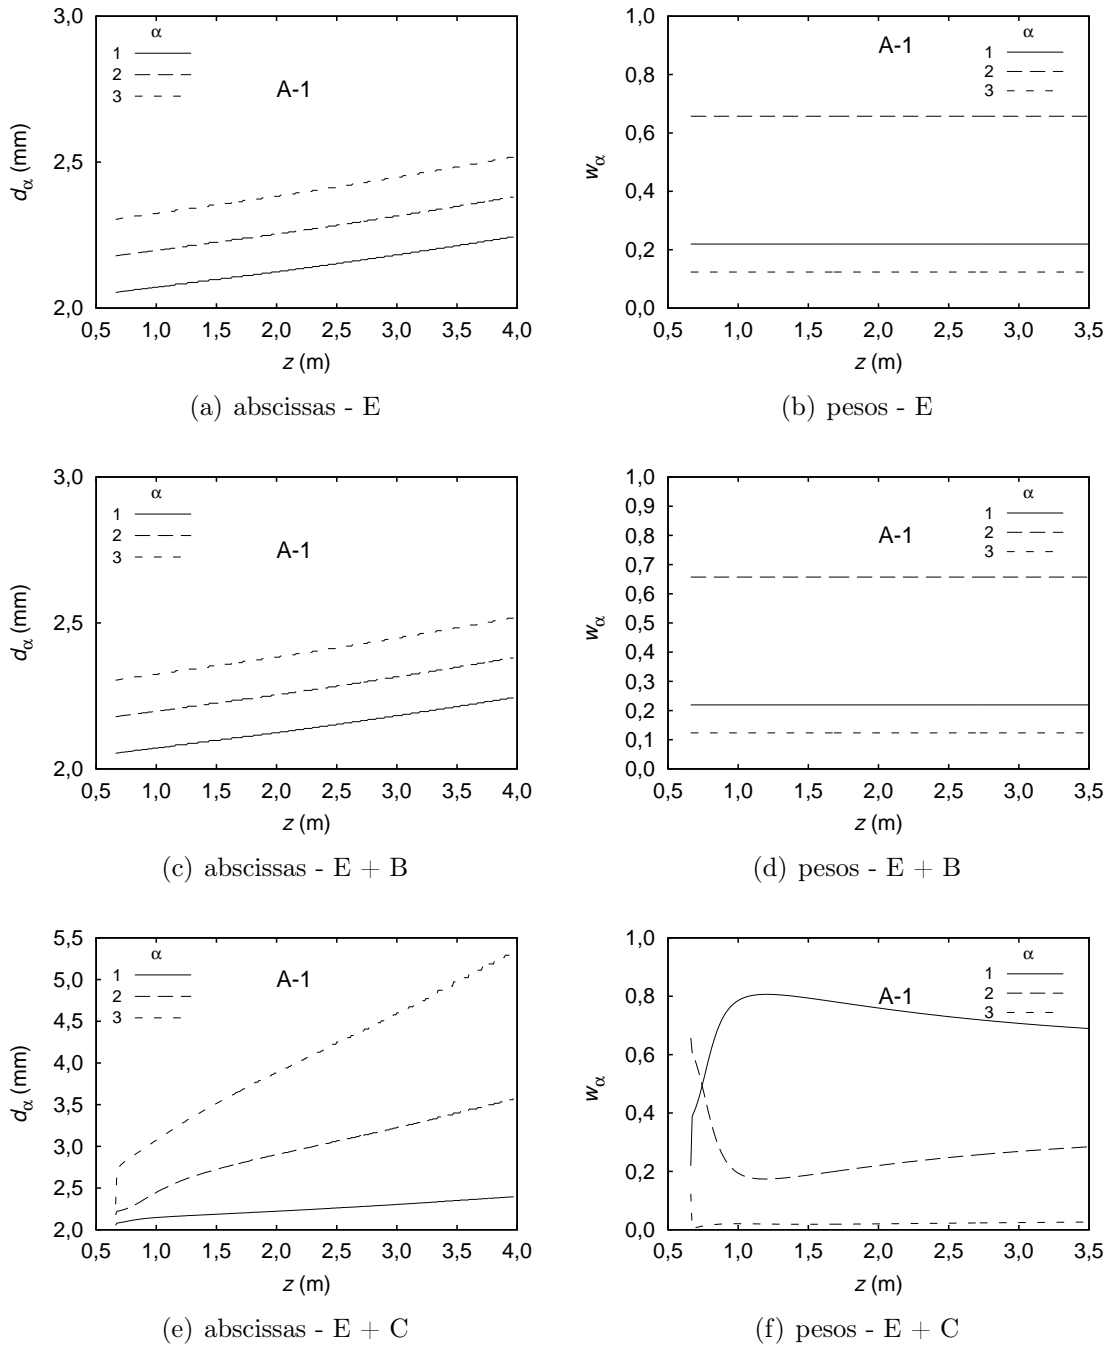 3,0
2,5
2,0
0,5 1,0 1,5 2,0 2,5 3,0 3,5 4,0
dα (mm)
z (m)
α
1
2
3
A-1
(a) abscissas - E
1,0
0,8
0,6
0,4
0,2
0,0
0,5 1,0 1,5 2,0 2,5 3,0 3,5
wα
z (m)
α
1
2
3
A-1
(b) pesos - E
3,0
2,5
2,0
0,5 1,0 1,5 2,0 2,5 3,0 3,5 4,0
dα (mm)
z (m)
α
1
2
3
A-1
(c) abscissas - E + B
1,0
0,9
0,8
0,7
0,6
0,5
0,4
0,3
0,2
0,1
0,0
0,5 1,0 1,5 2,0 2,5 3,0 3,5
wα
z (m)
α
1
2
3
A-1
(d) pesos - E + B
5,5
5,0
4,5
4,0
3,5
3,0
2,5
2,0
0,5 1,0 1,5 2,0 2,5 3,0 3,5 4,0
dα (mm)
z (m)
α
1
2
3
A-1
(e) abscissas - E + C
1,0
0,8
0,6
0,4
0,2
0,0
0,5 1,0 1,5 2,0 2,5 3,0 3,5
wα
z (m)
α
1
2
3
A-1
(f) pesos - E + C